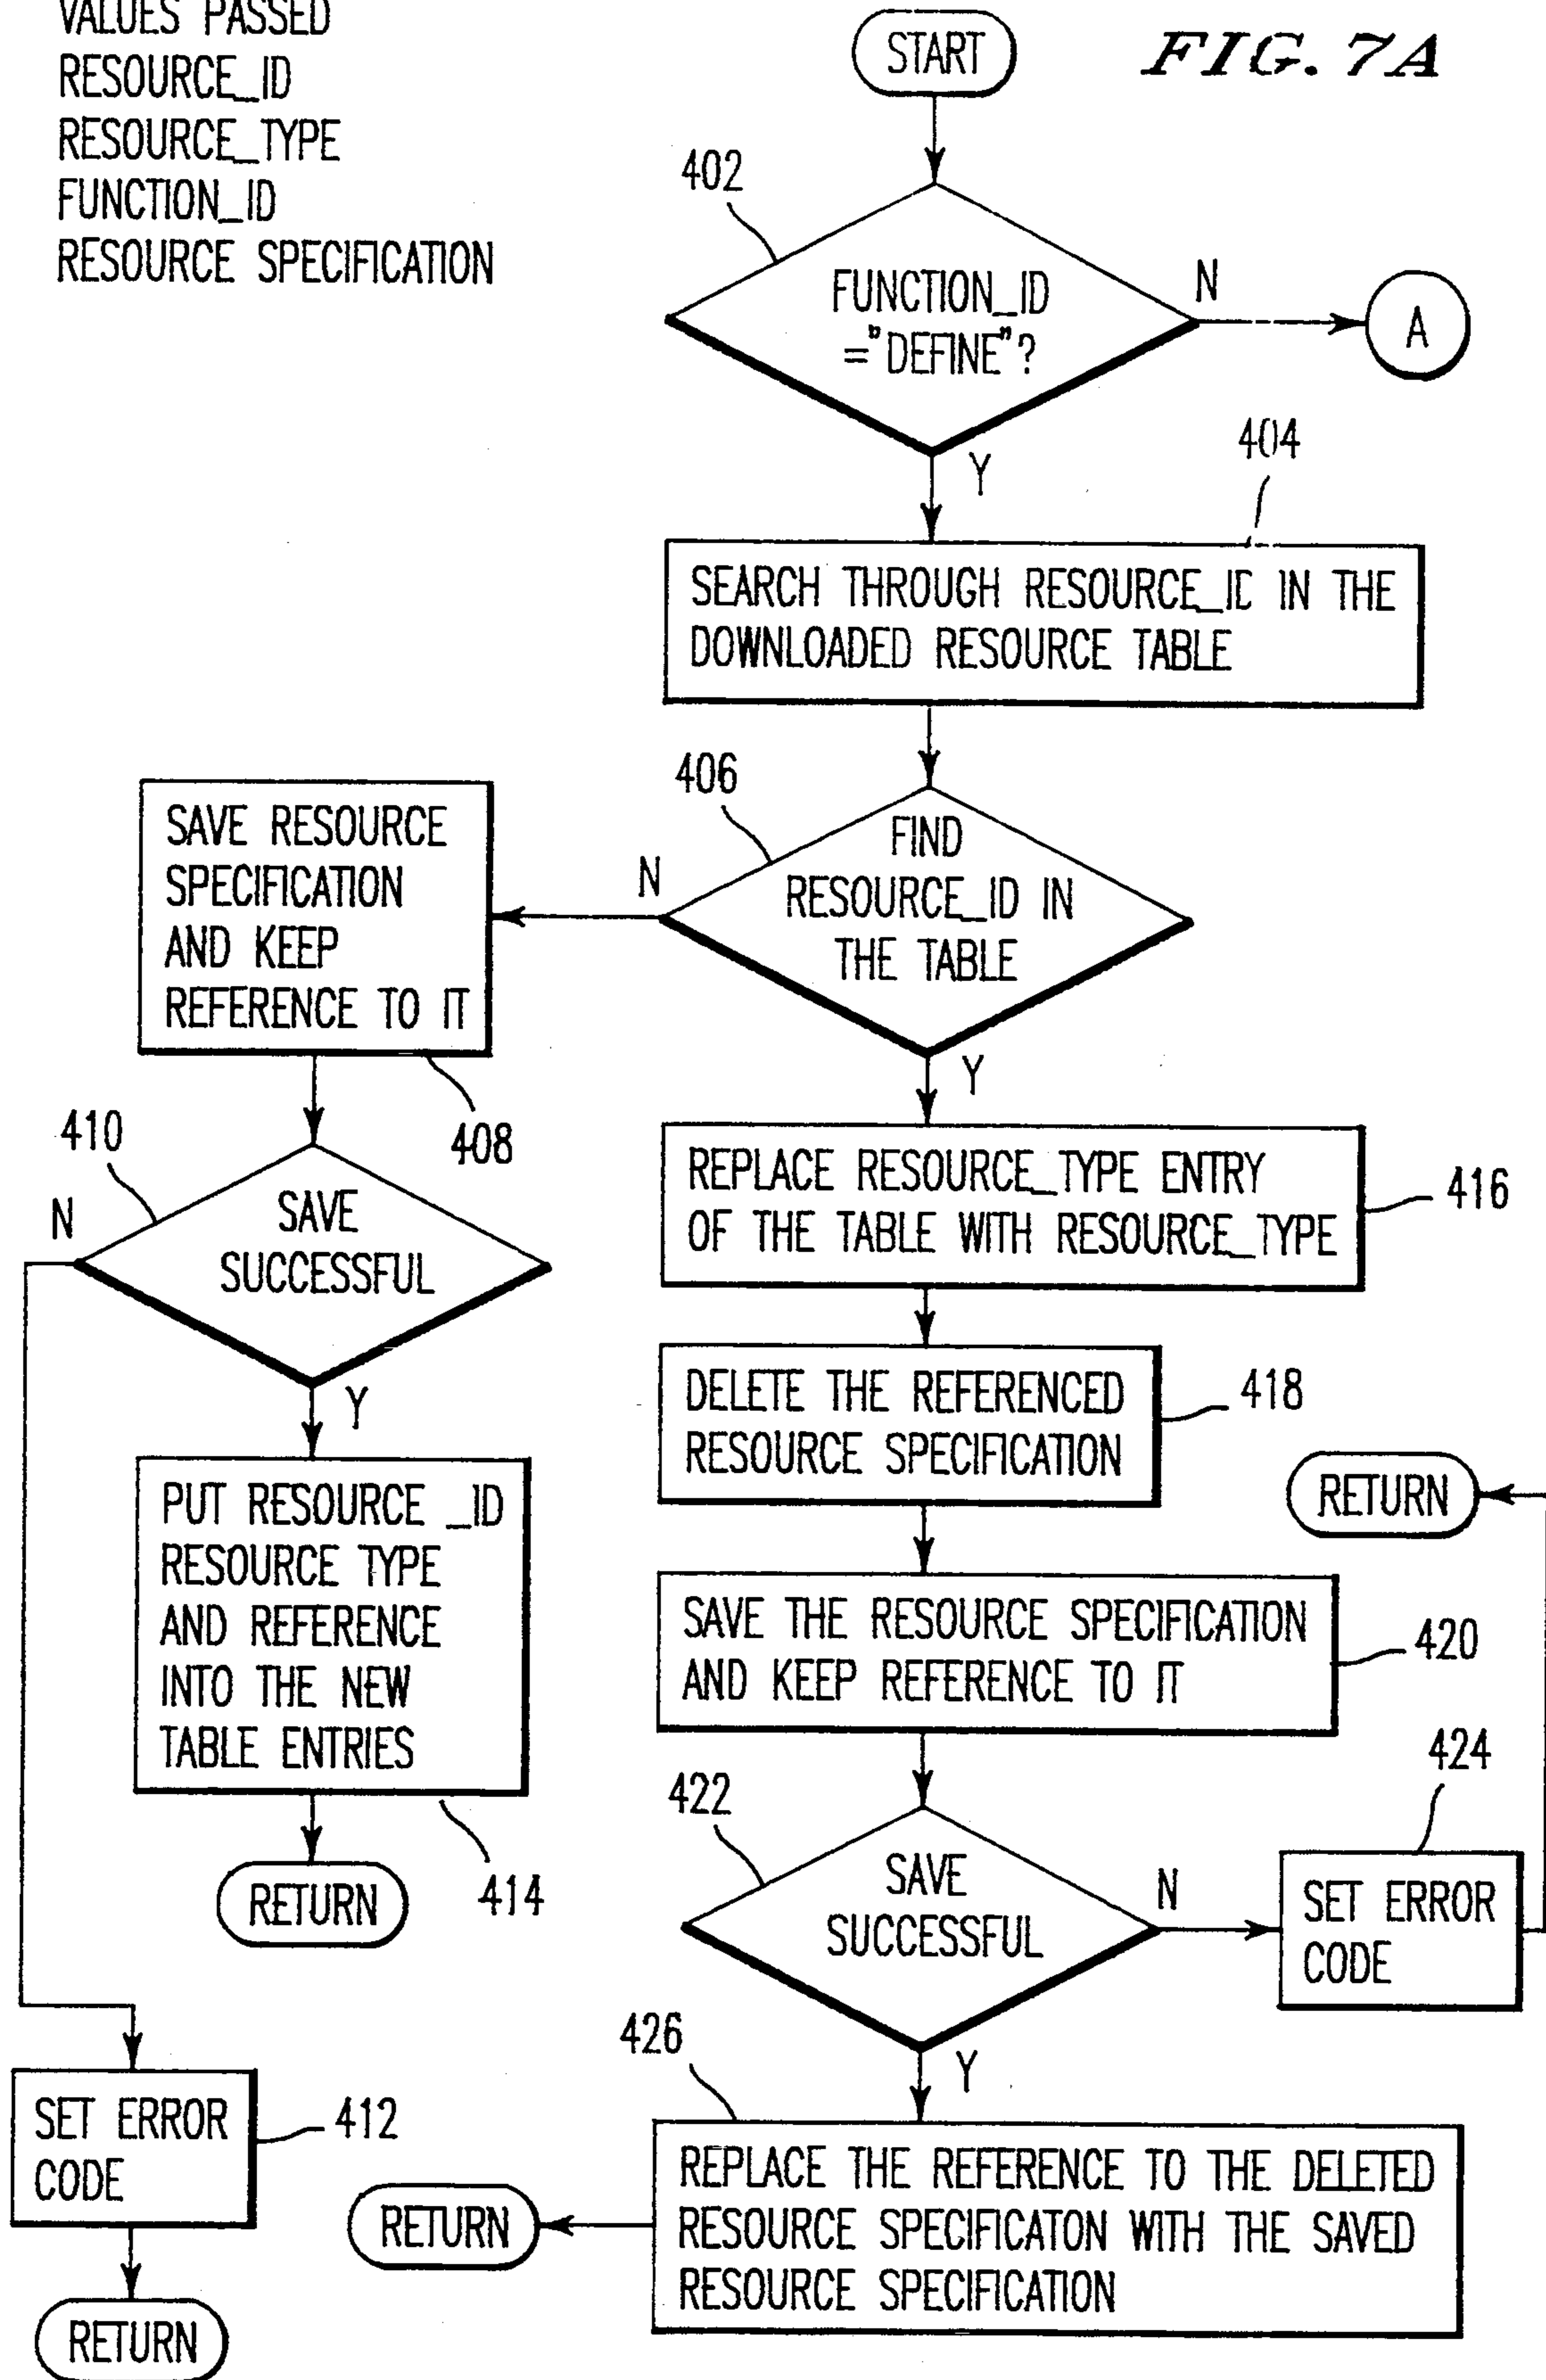 VALUES PASSED
RESOURCE_ID
RESOURCE_TYPE
FUNCTION_ID
RESOURCE SPECIFICATION
START
FIG. 7A
402
FUNCTION_ID
="DEFINE"?
N
A
Y
404
SEARCH THROUGH RESOURCE_ID IN THE
DOWNLOADED RESOURCE TABLE
406
FIND
RESOURCE_ID IN
THE TABLE
N
Y
SAVE RESOURCE
SPECIFICATION
AND KEEP
REFERENCE TO IT
408
410
SAVE
SUCCESSFUL
N
Y
REPLACE RESOURCE_TYPE ENTRY
OF THE TABLE WITH RESOURCE_TYPE
416
DELETE THE REFERENCED
RESOURCE SPECIFICATION
418
RETURN
PUT RESOURCE _ID
RESOURCE TYPE
AND REFERENCE
INTO THE NEW
TABLE ENTRIES
414
RETURN
SAVE THE RESOURCE SPECIFICATION
AND KEEP REFERENCE TO IT
420
422
SAVE
SUCCESSFUL
N
Y
424
SET ERROR
CODE
426
REPLACE THE REFERENCE TO THE DELETED
RESOURCE SPECIFICATON WITH THE SAVED
RESOURCE SPECIFICATION
RETURN
SET ERROR
CODE
412
RETURN